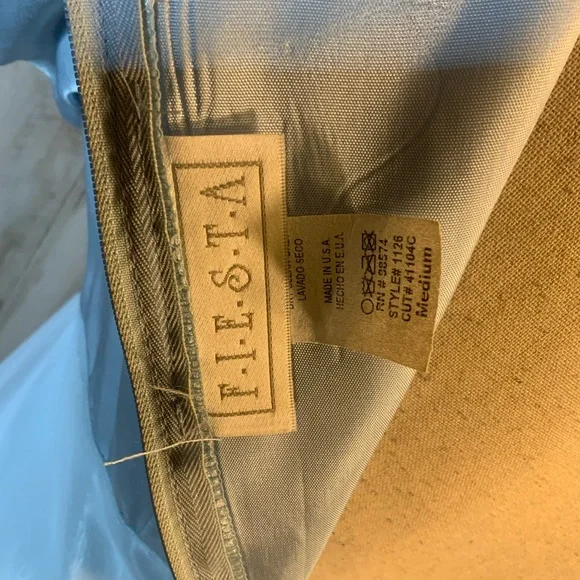 F·I·E·S·T·A
LAVADO SECO
MADE IN U.S.A
HECHO EN E.U.A.
RN # 98574
STYLE# 1126
CUT# 41104C
Medium